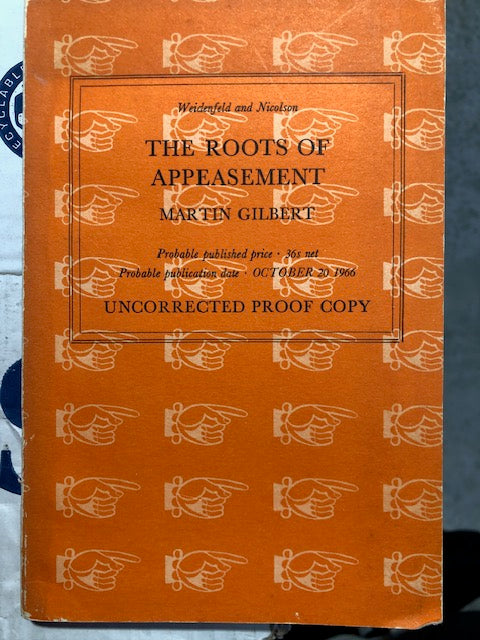 RECYCLABLE
Weidenfeld and Nicolson
THE ROOTS OF
APPEASEMENT
MARTIN GILBERT
Probable published price · 36s net
Probable publication date · OCTOBER 20 1966
UNCORRECTED PROOF COPY